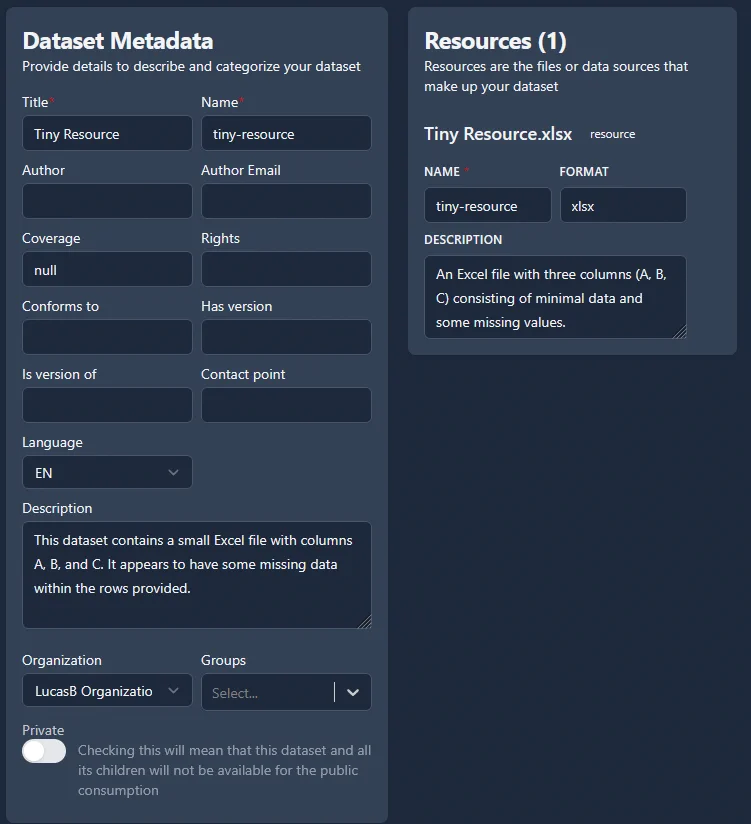 Dataset Metadata
Provide details to describe and categorize your dataset
Title*
Name*
Tiny Resource
tiny-resource
Author
Author Email
Coverage
Rights
null
Conforms to
Has version
Is version of
Contact point
Language
EN
Description
This dataset contains a small Excel file with columns
A, B, and C. It appears to have some missing data
within the rows provided.
Organization
Groups
LucasB Organizatio
Select...
Private
Checking this will mean that this dataset and all
its children will not be available for the public
consumption
Resources (1)
Resources are the files or data sources that
make up your dataset
Tiny Resource.xlsx resource
NAME *
FORMAT
tiny-resource
xlsx
DESCRIPTION
An Excel file with three columns (A, B,
C) consisting of minimal data and
some missing values.